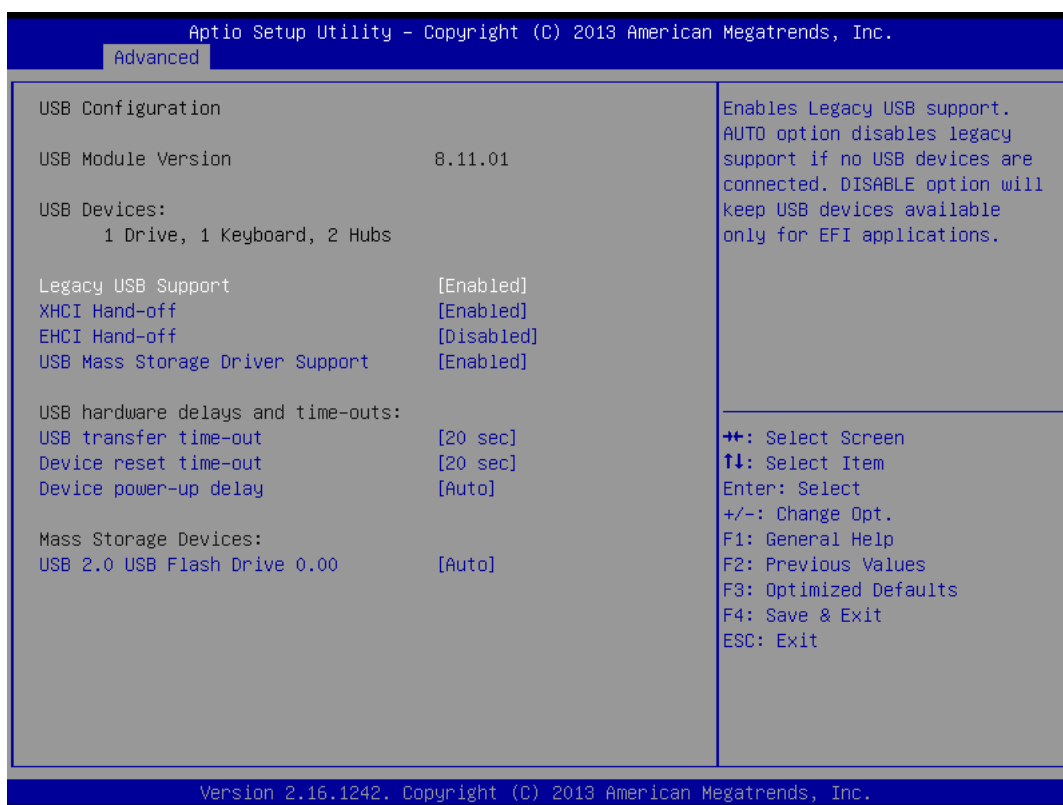 Aptio Setup Utility – Copyright (C) 2013 American Megatrends, Inc.
Advanced
USB Configuration
USB Module Version 8.11.01
USB Devices:
1 Drive, 1 Keyboard, 2 Hubs
Legacy USB Support [Enabled]
XHCI Hand-off [Enabled]
EHCI Hand-off [Disabled]
USB Mass Storage Driver Support [Enabled]
USB hardware delays and time-outs:
USB transfer time-out [20 sec]
Device reset time-out [20 sec]
Device power-up delay [Auto]
Mass Storage Devices:
USB 2.0 USB Flash Drive 0.00 [Auto]
Enables Legacy USB support.
AUTO option disables legacy
support if no USB devices are
connected. DISABLE option will
keep USB devices available
only for EFI applications.
→←: Select Screen
↑↓: Select Item
Enter: Select
+/-: Change Opt.
F1: General Help
F2: Previous Values
F3: Optimized Defaults
F4: Save & Exit
ESC: Exit
Version 2.16.1242. Copyright (C) 2013 American Megatrends, Inc.